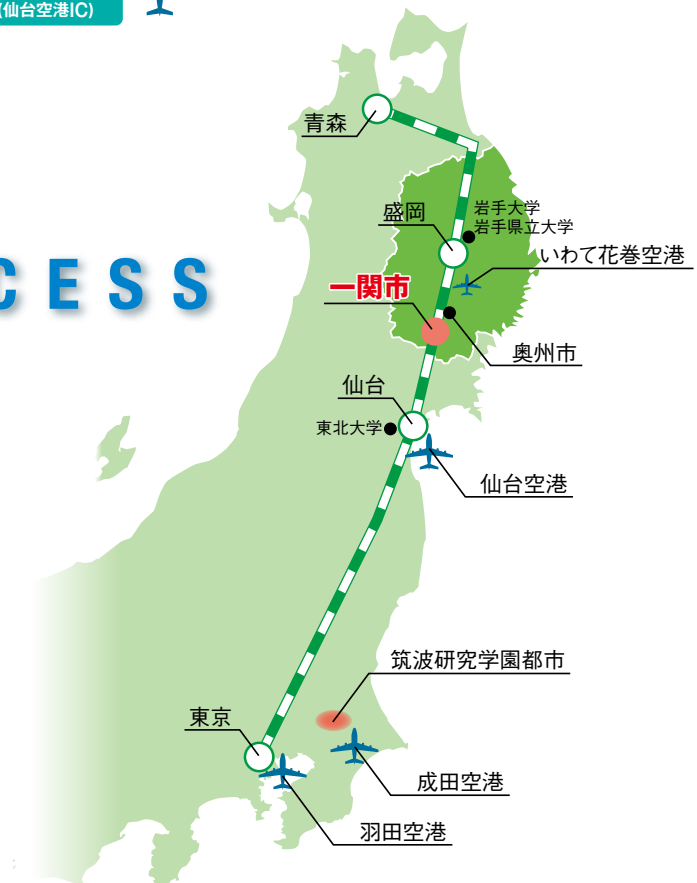 (仙台空港IC)
青森
盛岡
岩手大学
岩手県立大学
いわて花巻空港
CESS
一関市
奥州市
仙台
東北大学
仙台空港
筑波研究学園都市
東京
成田空港
羽田空港